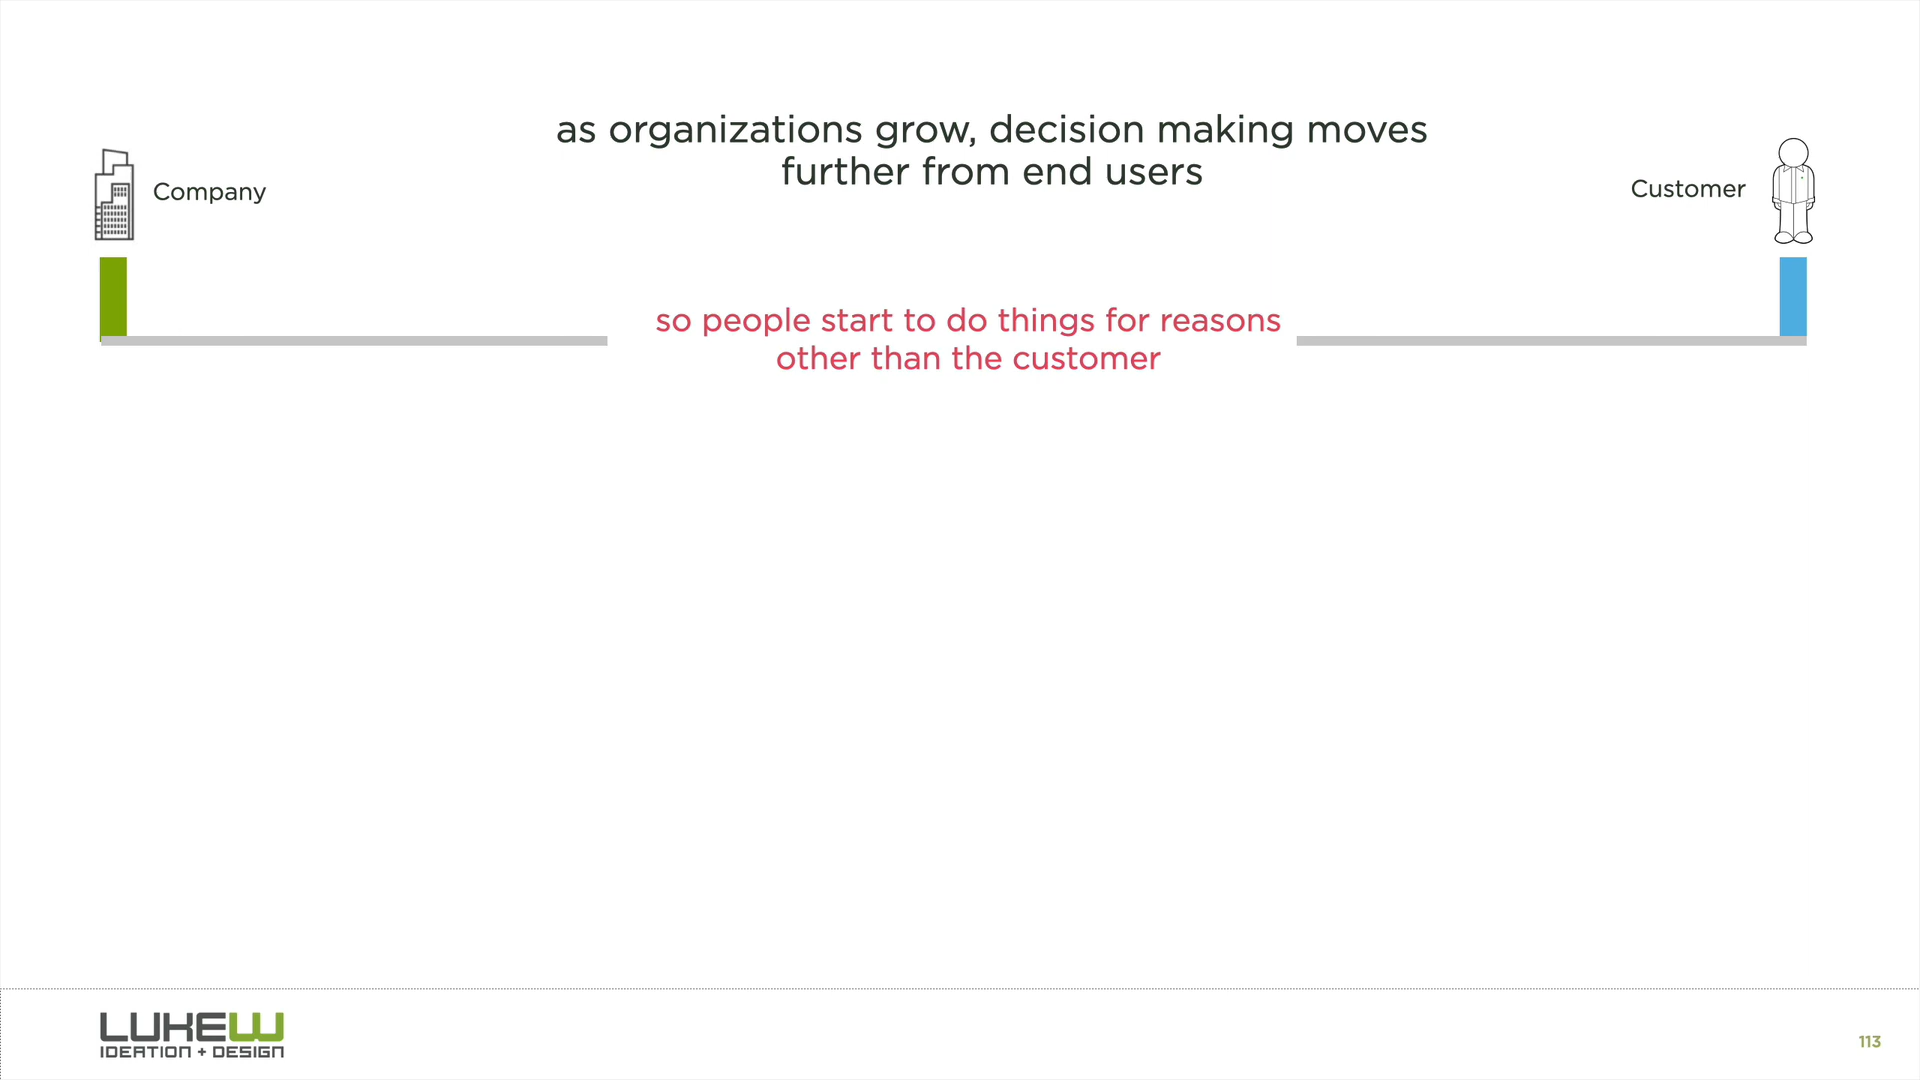 as organizations grow, decision making moves
further from end users
Company
Customer
so people start to do things for reasons
other than the customer
LUKEW
IDEATION + DESIGN
113